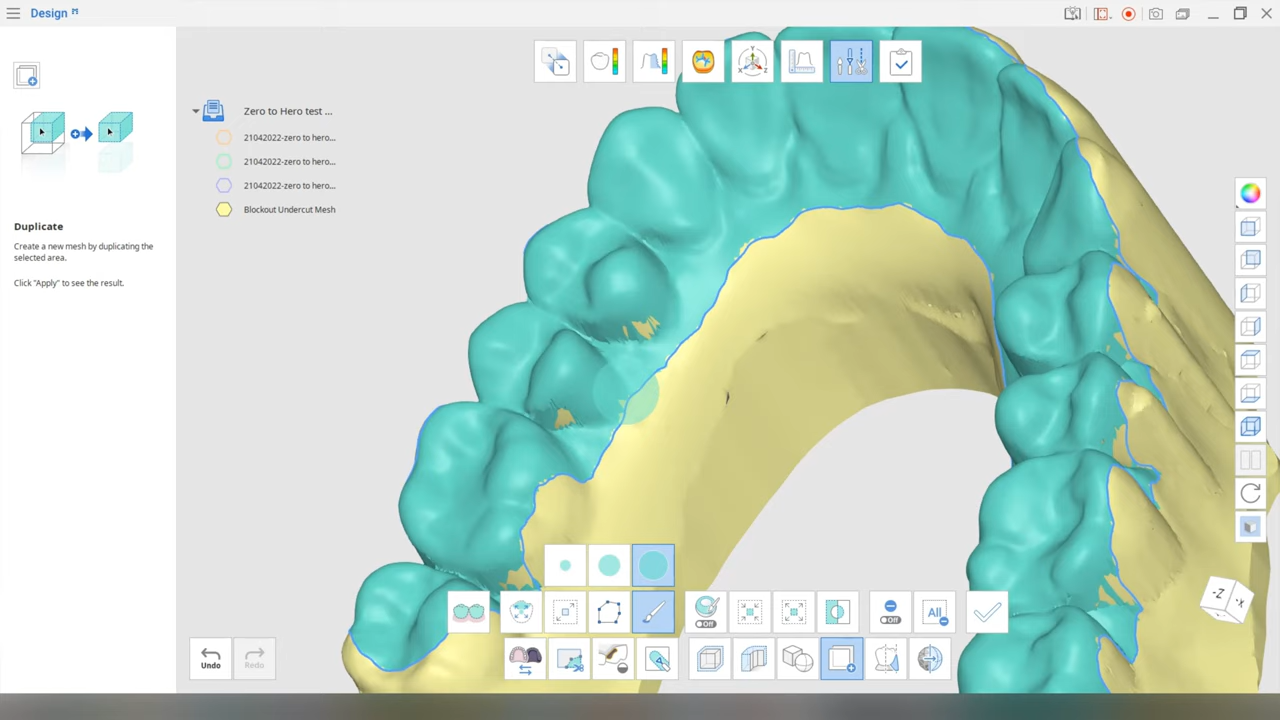 Design
Zero to Hero test ...
21042022-zero to hero...
21042022-zero to hero...
21042022-zero to hero...
Blockout Undercut Mesh
Duplicate
Create a new mesh by duplicating the
selected area.
Click "Apply" to see the result.
Y
X
Z
-Z
-X
Off
Off
All
Undo
Redo